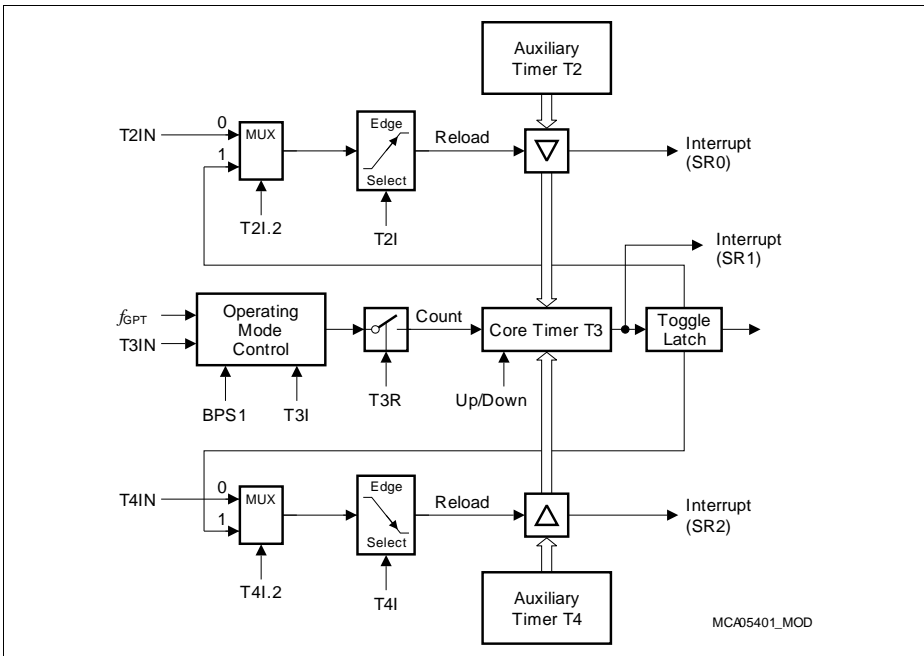 Auxiliary
Timer T2
T2IN
0
1
MUX
T2I.2
Edge
Select
T2I
Reload
Interrupt
(SR0)
Interrupt
(SR1)
fGPT
T3IN
Operating
Mode
Control
BPS1
T3I
Count
T3R
Core Timer T3
Up/Down
Toggle
Latch
T4IN
0
1
MUX
T4I.2
Edge
Select
T4I
Reload
Interrupt
(SR2)
Auxiliary
Timer T4
MCA05401_MOD